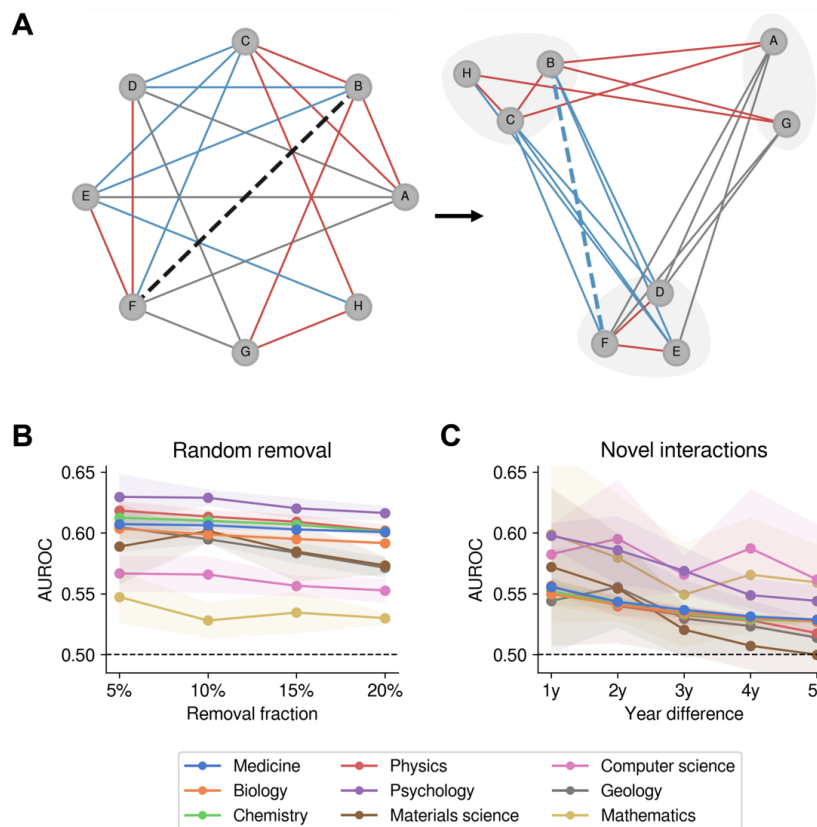 A
C
D
B
E
A
F
H
G
A
B
H
C
G
D
F
E
B
Random removal
AUROC
0.65
0.60
0.55
0.50
5%
10%
15%
20%
Removal fraction
C
Novel interactions
AUROC
0.65
0.60
0.55
0.50
1y
2y
3y
4y
Year difference
Medicine
Physics
Computer science
Biology
Psychology
Geology
Chemistry
Materials science
Mathematics